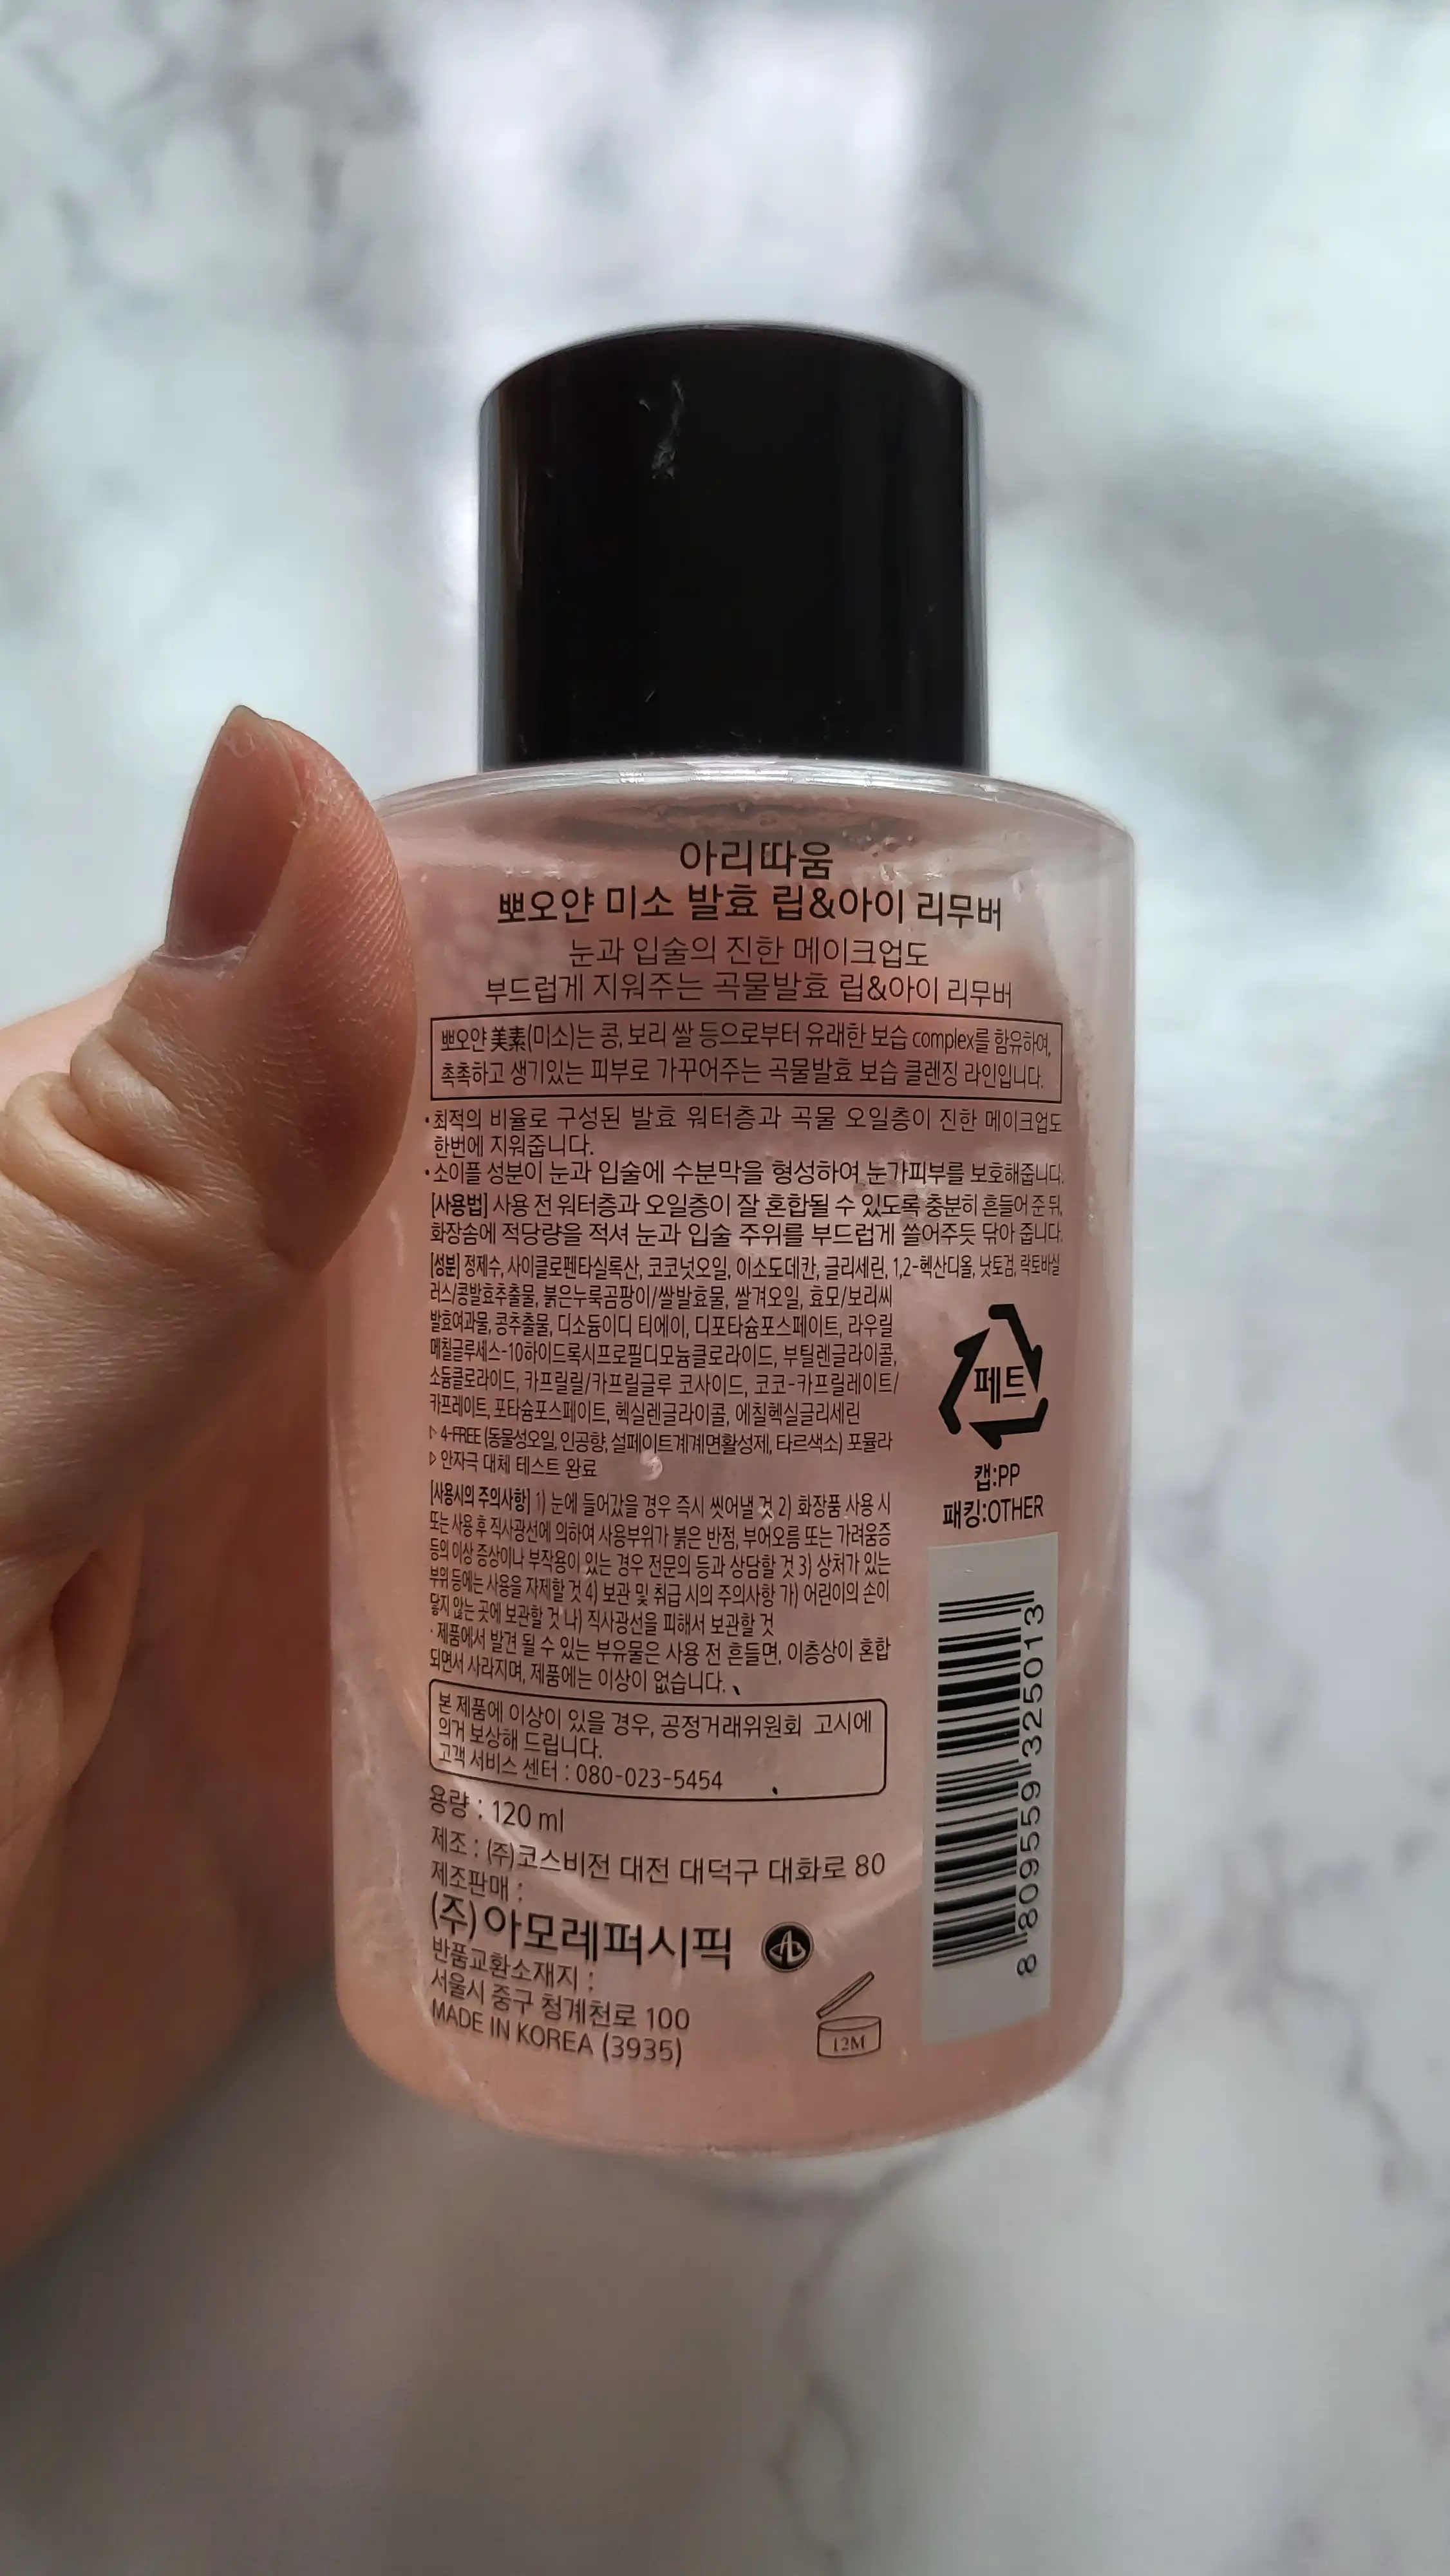 아리따움
뽀오얀 미소 발효 립&아이 리무버
눈과 입술의 진한 메이크업도
부드럽게 지워주는 곡물발효 립&아이 리무버
뽀오얀 美素(미소)는 콩, 보리 쌀 등으로부터 유래한 보습 complex를 함유하여,
촉촉하고 생기있는 피부로 가꾸어주는 곡물발효 보습 클렌징 라인입니다.
•최적의 비율로 구성된 발효 워터층과 곡물 오일층이 진한 메이크업도
한번에 지워줍니다.
•소이플 성분이 눈과 입술에 수분막을 형성하여 눈가피부를 보호해줍니다.
[사용법] 사용 전 워터층과 오일층이 잘 혼합될 수 있도록 충분히 흔들어 준 뒤,
화장솜에 적당량을 적셔 눈과 입술 주위를 부드럽게 쓸어주듯 닦아 줍니다.
[성분] 정제수, 사이클로펜타실록산, 코코넛오일, 이소도데칸, 글리세린, 1,2-헥산디올, 낫토검, 락토바실
러스/콩발효추출물, 붉은누룩곰팡이/쌀발효물, 쌀겨오일, 효모/보리씨
발효여과물, 콩추출물, 디소듐이디 티에이, 디포타슘포스페이트, 라우릴
메칠글루세스-10하이드록시프로필디모늄클로라이드, 부틸렌글라이콜,
소듐클로라이드, 카프릴릴/카프릴글루 코사이드, 코코-카프릴레이트/
카프레이트, 포타슘포스페이트, 헥실렌글라이콜, 에칠헥실글리세린
▷ 4-FREE (동물성오일, 인공향, 설페이트계계면활성제, 타르색소) 포뮬라
▷ 안자극 대체 테스트 완료
[사용시의 주의사항] 1) 눈에 들어갔을 경우 즉시 씻어낼 것 2) 화장품 사용 시
또는 사용 후 직사광선에 의하여 사용부위가 붉은 반점, 부어오름 또는 가려움증
등의 이상 증상이나 부작용이 있는 경우 전문의 등과 상담할 것 3) 상처가 있는
부위 등에는 사용을 자제할 것 4) 보관 및 취급 시의 주의사항 가) 어린이의 손이
닿지 않는 곳에 보관할 것 나) 직사광선을 피해서 보관할 것
· 제품에서 발견 될 수 있는 부유물은 사용 전 흔들면, 이층상이 혼합
되면서 사라지며, 제품에는 이상이 없습니다.
본 제품에 이상이 있을 경우, 공정거래위원회 고시에
의거 보상해 드립니다.
고객 서비스 센터 : 080-023-5454
용량 : 120 ml
제조 : (주)코스비전 대전 대덕구 대화로 80
제조판매 :
(주)아모레퍼시픽
반품교환소재지 :
서울시 중구 청계천로 100
MADE IN KOREA (3935)
12M
페트
캡:PP
패킹:OTHER
8 809559 325013